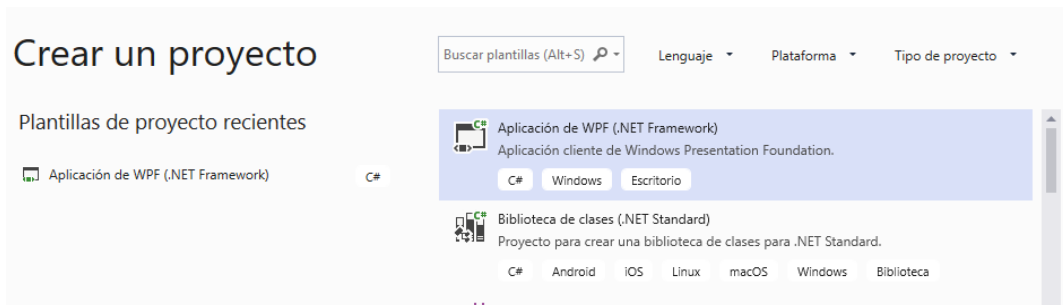 Crear un proyecto
Buscar plantillas (Alt+S)
Lenguaje
Plataforma
Tipo de proyecto
Plantillas de proyecto recientes
Aplicación de WPF (.NET Framework)
C#
C#
Aplicación de WPF (.NET Framework)
Aplicación cliente de Windows Presentation Foundation.
C# Windows Escritorio
C#
Biblioteca de clases (.NET Standard)
Proyecto para crear una biblioteca de clases para .NET Standard.
C# Android iOS Linux macOS Windows Biblioteca